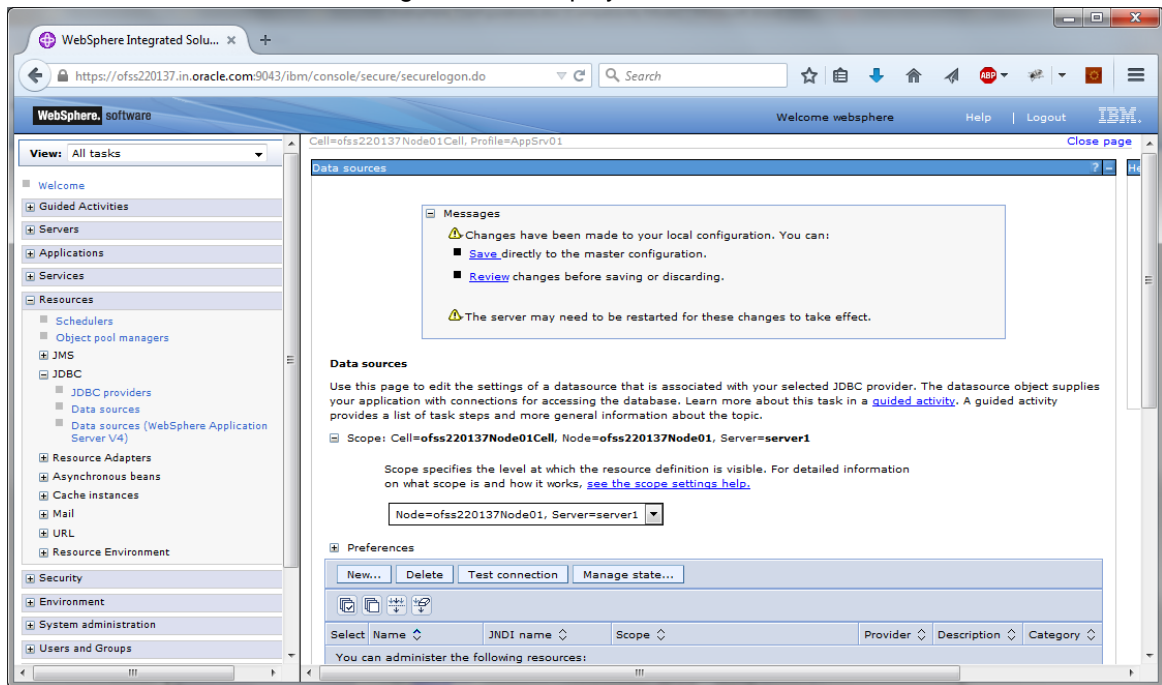 WebSphere Integrated Solu... × +
https://ofss220137.in.oracle.com:9043/ibm/console/secure/securelogon.do
Search
ABP
WebSphere. software
Welcome websphere
Help | Logout
IBM.
View: All tasks
Welcome
Guided Activities
Servers
Applications
Services
Resources
Schedulers
Object pool managers
JMS
JDBC
JDBC providers
Data sources
Data sources (WebSphere Application
Server V4)
Resource Adapters
Asynchronous beans
Cache instances
Mail
URL
Resource Environment
Security
Environment
System administration
Users and Groups
Cell=ofss220137Node01Cell, Profile=AppSrv01
Close page
Data sources
? –
Messages
Changes have been made to your local configuration. You can:
Save directly to the master configuration.
Review changes before saving or discarding.
The server may need to be restarted for these changes to take effect.
Data sources
Use this page to edit the settings of a datasource that is associated with your selected JDBC provider. The datasource object supplies
your application with connections for accessing the database. Learn more about this task in a guided activity. A guided activity
provides a list of task steps and more general information about the topic.
Scope: Cell=ofss220137Node01Cell, Node=ofss220137Node01, Server=server1
Scope specifies the level at which the resource definition is visible. For detailed information
on what scope is and how it works, see the scope settings help.
Node=ofss220137Node01, Server=server1
Preferences
New... Delete Test connection Manage state...
Select Name JNDI name Scope Provider Description Category
You can administer the following resources: